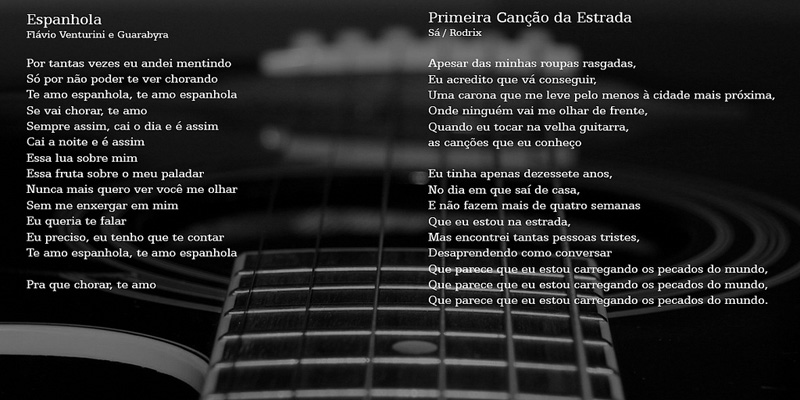 Espanhola
Flávio Venturini e Guarabyra
Por tantas vezes eu andei mentindo
Só por não poder te ver chorando
Te amo espanhola, te amo espanhola
Se vai chorar, te amo
Sempre assim, cai o dia e é assim
Cai a noite e é assim
Essa lua sobre mim
Essa fruta sobre o meu paladar
Nunca mais quero ver você me olhar
Sem me enxergar em mim
Eu queria te falar
Eu preciso, eu tenho que te contar
Te amo espanhola, te amo espanhola
Pra que chorar, te amo
Primeira Canção da Estrada
Sá / Rodrix
Apesar das minhas roupas rasgadas,
Eu acredito que vá conseguir,
Uma carona que me leve pelo menos à cidade mais próxima,
Onde ninguém vai me olhar de frente,
Quando eu tocar na velha guitarra,
as canções que eu conheço
Eu tinha apenas dezessete anos,
No dia em que saí de casa,
E não fazem mais de quatro semanas
Que eu estou na estrada,
Mas encontrei tantas pessoas tristes,
Desaprendendo como conversar
Que parece que eu estou carregando os pecados do mundo,
Que parece que eu estou carregando os pecados do mundo,
Que parece que eu estou carregando os pecados do mundo.